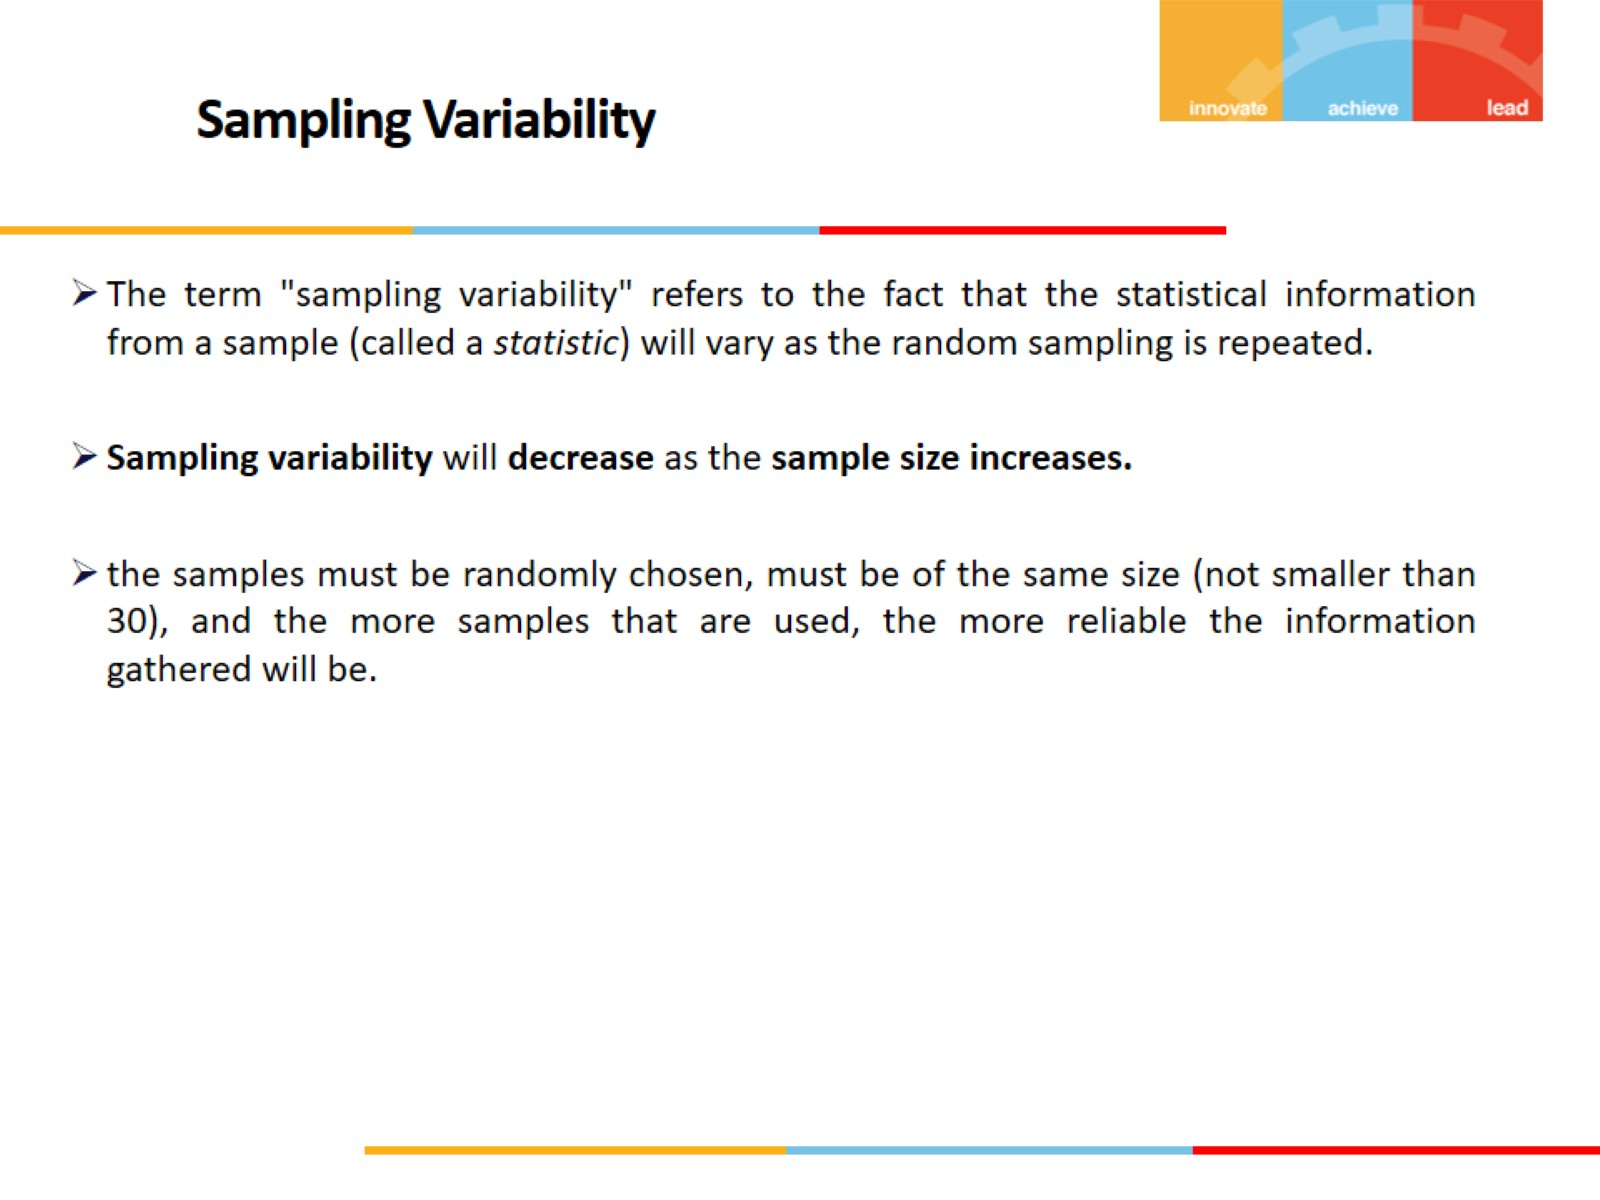 innovate achieve lead
Sampling Variability
The term "sampling variability" refers to the fact that the statistical information
from a sample (called a statistic) will vary as the random sampling is repeated.
Sampling variability will decrease as the sample size increases.
the samples must be randomly chosen, must be of the same size (not smaller than
30), and the more samples that are used, the more reliable the information
gathered will be.